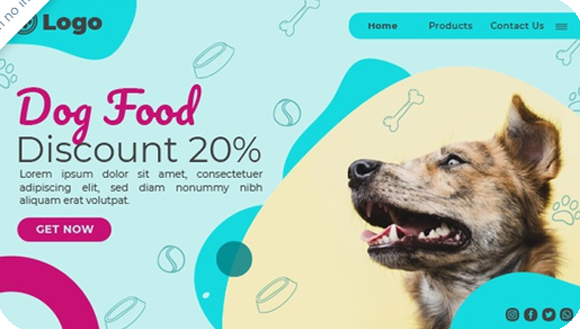 Logo
Home Products Contact Us
Dog Food
Discount 20%
Lorem ipsum dolor sit amet, consectetuer
adipiscing elit, sed diam nonummy nibh
aliquam erat volutpat.
GET NOW